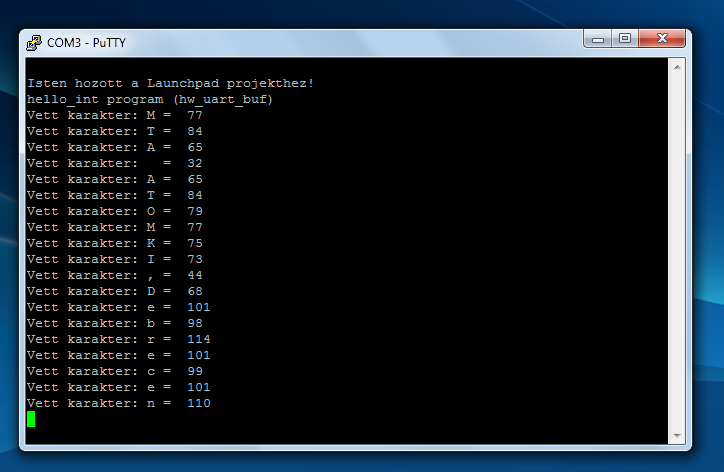 COM3 - PuTTY
Isten hozott a Launchpad projekthez!
hello_int program (hw_uart_buf)
Vett karakter: M =  77
Vett karakter: T =  84
Vett karakter: A =  65
Vett karakter:   =  32
Vett karakter: A =  65
Vett karakter: T =  84
Vett karakter: O =  79
Vett karakter: M =  77
Vett karakter: K =  75
Vett karakter: I =  73
Vett karakter: , =  44
Vett karakter: D =  68
Vett karakter: e =  101
Vett karakter: b =  98
Vett karakter: r =  114
Vett karakter: e =  101
Vett karakter: c =  99
Vett karakter: e =  101
Vett karakter: n =  110